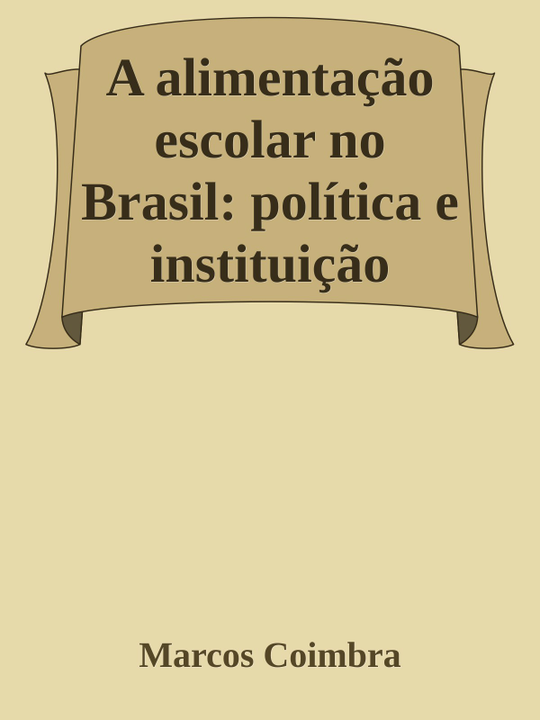 A alimentação
escolar no
Brasil: política e
instituição
Marcos Coimbra